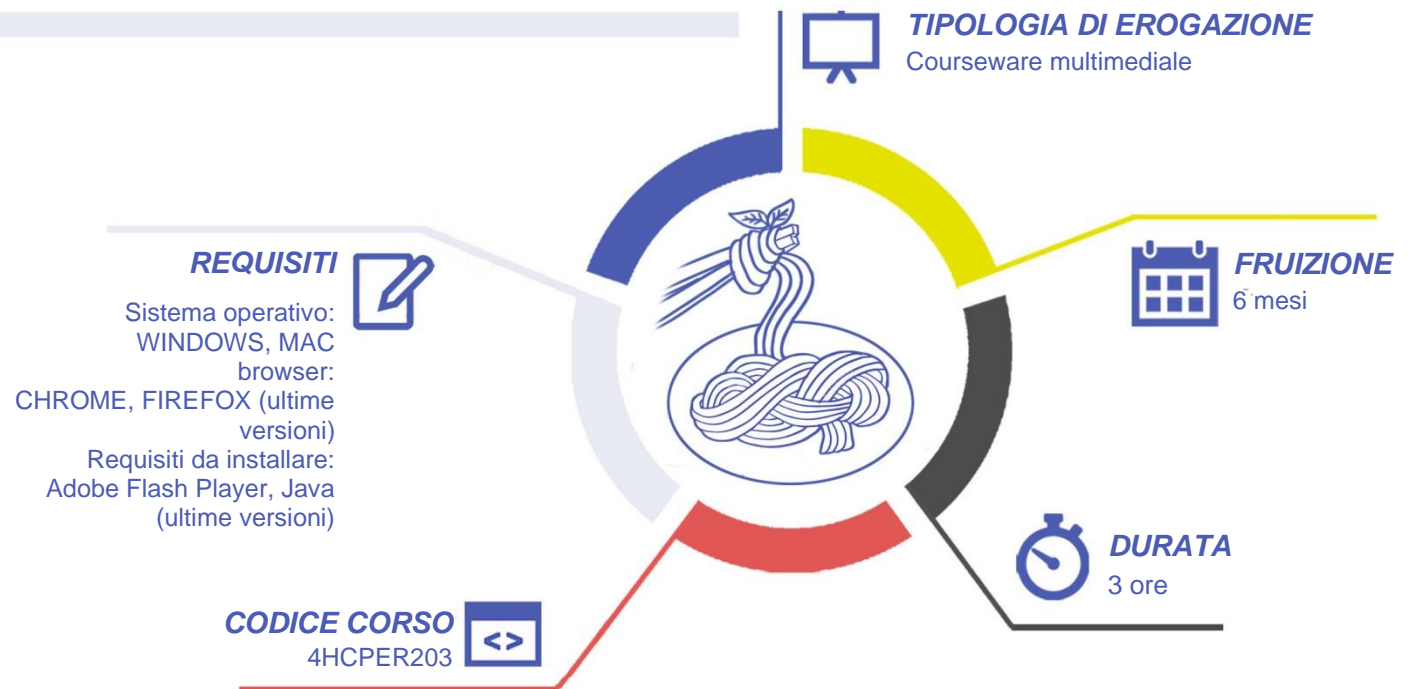 TIPOLOGIA DI EROGAZIONE
Courseware multimediale
FRUIZIONE
6 mesi
DURATA
3 ore
CODICE CORSO
<>
4HCPER203
REQUISITI
Sistema operativo:
WINDOWS, MAC
browser:
CHROME, FIREFOX (ultime
versioni)
Requisiti da installare:
Adobe Flash Player, Java
(ultime versioni)